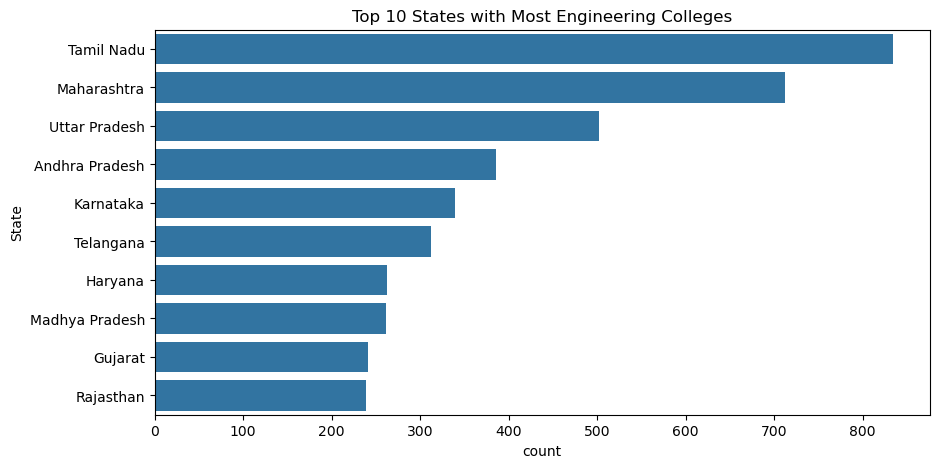 Top 10 States with Most Engineering Colleges
State
Tamil Nadu
Maharashtra
Uttar Pradesh
Andhra Pradesh
Karnataka
Telangana
Haryana
Madhya Pradesh
Gujarat
Rajasthan
0 100 200 300 400 500 600 700 800
count